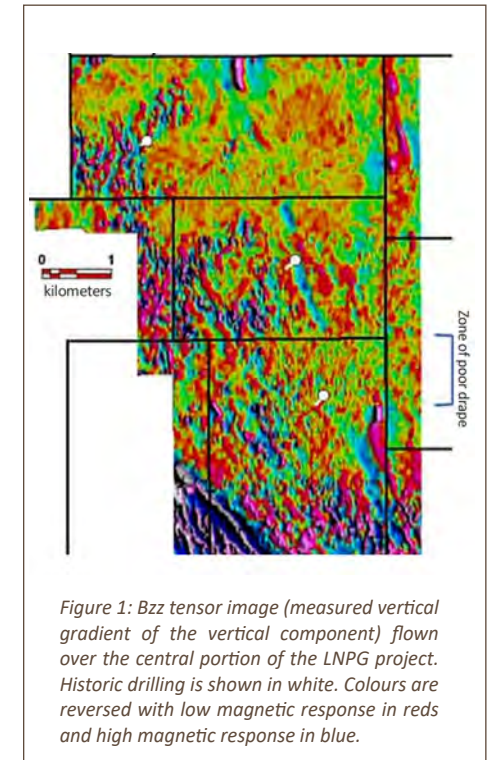 0 1
kilometers
Zone of poor drape
Figure 1: Bzz tensor image (measured vertical
gradient of the vertical component) flown
over the central portion of the LNPG project.
Historic drilling is shown in white. Colours are
reversed with low magnetic response in reds
and high magnetic response in blue.